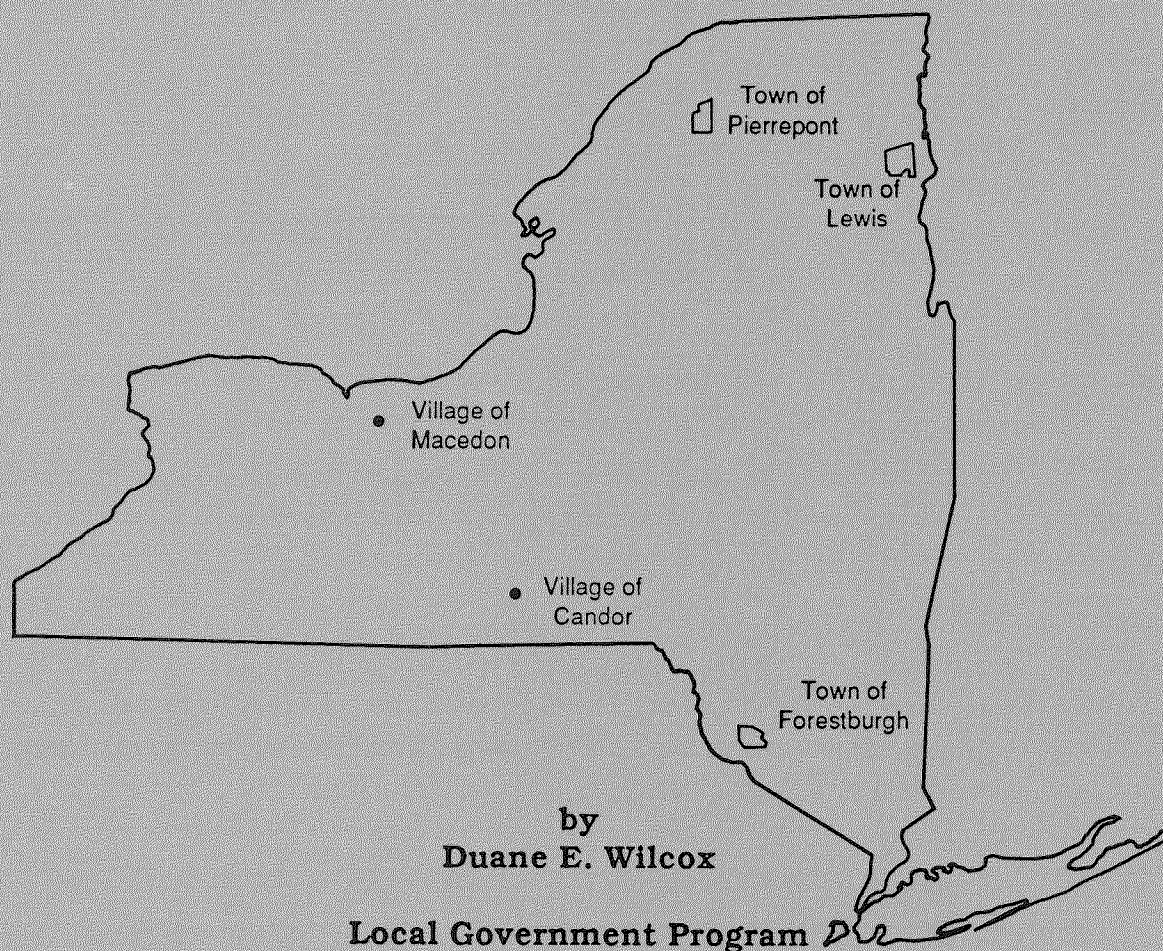 Town of
Pierrepont
Town of
Lewis
Village of
Macedon
Village of
Candor
Town of
Forestburgh
by
Duane E. Wilcox
Local Government Program